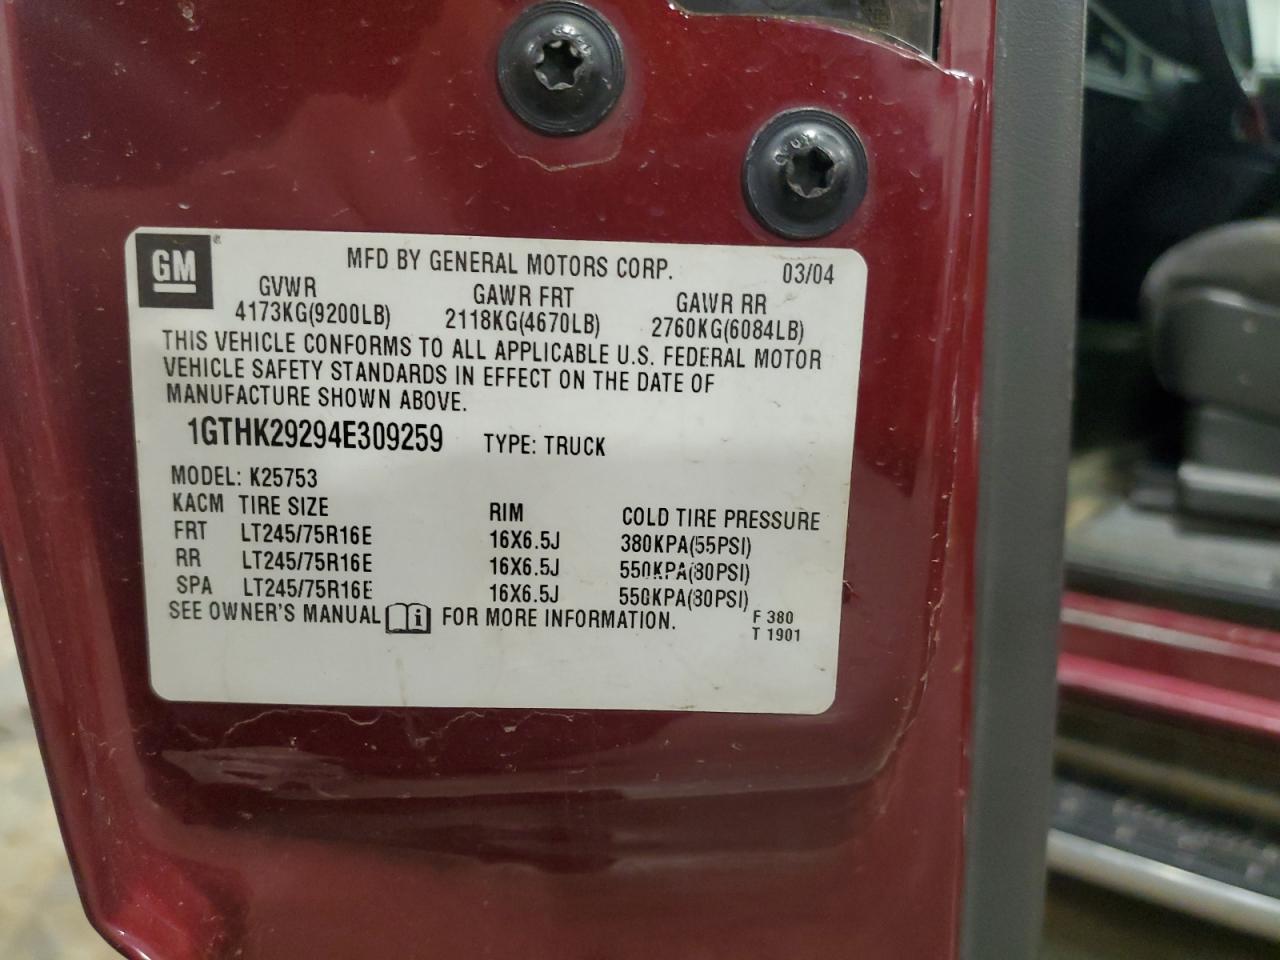 GM
MFD BY GENERAL MOTORS CORP. 03/04
GVWR GAWR FRT GAWR RR
4173KG(9200LB) 2118KG(4670LB) 2760KG(6084LB)
THIS VEHICLE CONFORMS TO ALL APPLICABLE U.S. FEDERAL MOTOR
VEHICLE SAFETY STANDARDS IN EFFECT ON THE DATE OF
MANUFACTURE SHOWN ABOVE.
1GTHK29294E309259 TYPE: TRUCK
MODEL: K25753
KACM TIRE SIZE RIM COLD TIRE PRESSURE
FRT LT245/75R16E 16X6.5J 380KPA(55PSI)
RR LT245/75R16E 16X6.5J 550KPA(80PSI)
SPA LT245/75R16E 16X6.5J 550KPA(80PSI)
SEE OWNER'S MANUAL i FOR MORE INFORMATION. F 380
T 1901